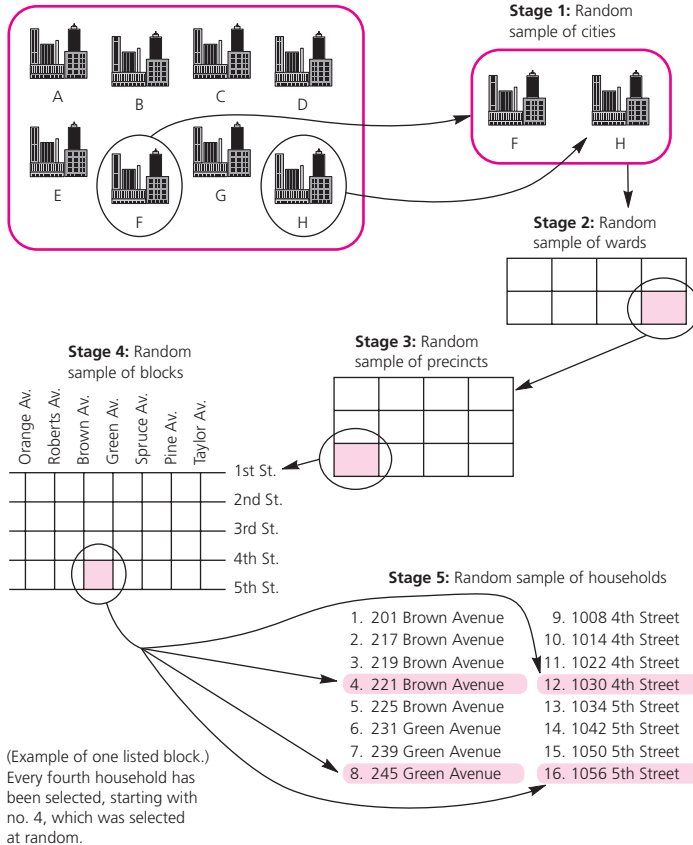 Stage 1: Random
sample of cities
A
B
C
D
E
F
G
H
F
H
Stage 2: Random
sample of wards
Stage 3: Random
sample of precincts
Stage 4: Random
sample of blocks
Orange Av.
Roberts Av.
Brown Av.
Green Av.
Spruce Av.
Pine Av.
Taylor Av.
1st St.
2nd St.
3rd St.
4th St.
5th St.
Stage 5: Random sample of households
1. 201 Brown Avenue
2. 217 Brown Avenue
3. 219 Brown Avenue
4. 221 Brown Avenue
5. 225 Brown Avenue
6. 231 Green Avenue
7. 239 Green Avenue
8. 245 Green Avenue
9. 1008 4th Street
10. 1014 4th Street
11. 1022 4th Street
12. 1030 4th Street
13. 1034 5th Street
14. 1042 5th Street
15. 1050 5th Street
16. 1056 5th Street
(Example of one listed block.)
Every fourth household has
been selected, starting with
no. 4, which was selected
at random.